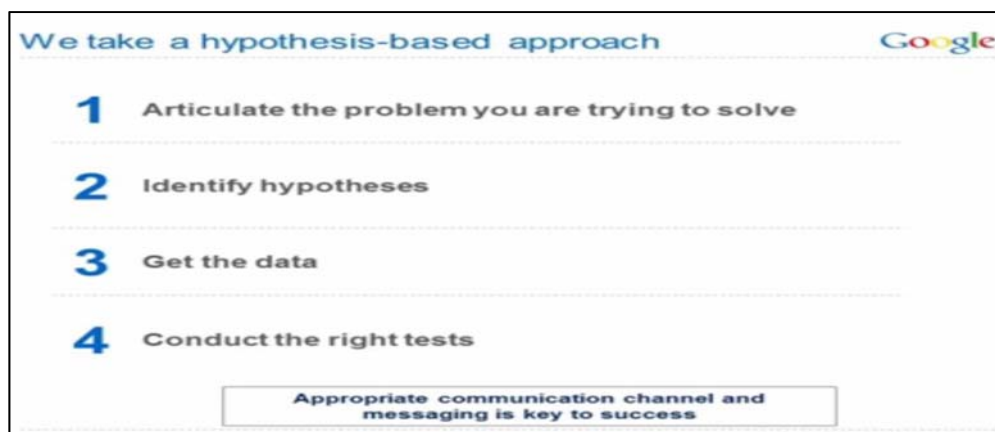 We take a hypothesis-based approach Google
1 Articulate the problem you are trying to solve
2 Identify hypotheses
3 Get the data
4 Conduct the right tests
Appropriate communication channel and
messaging is key to success